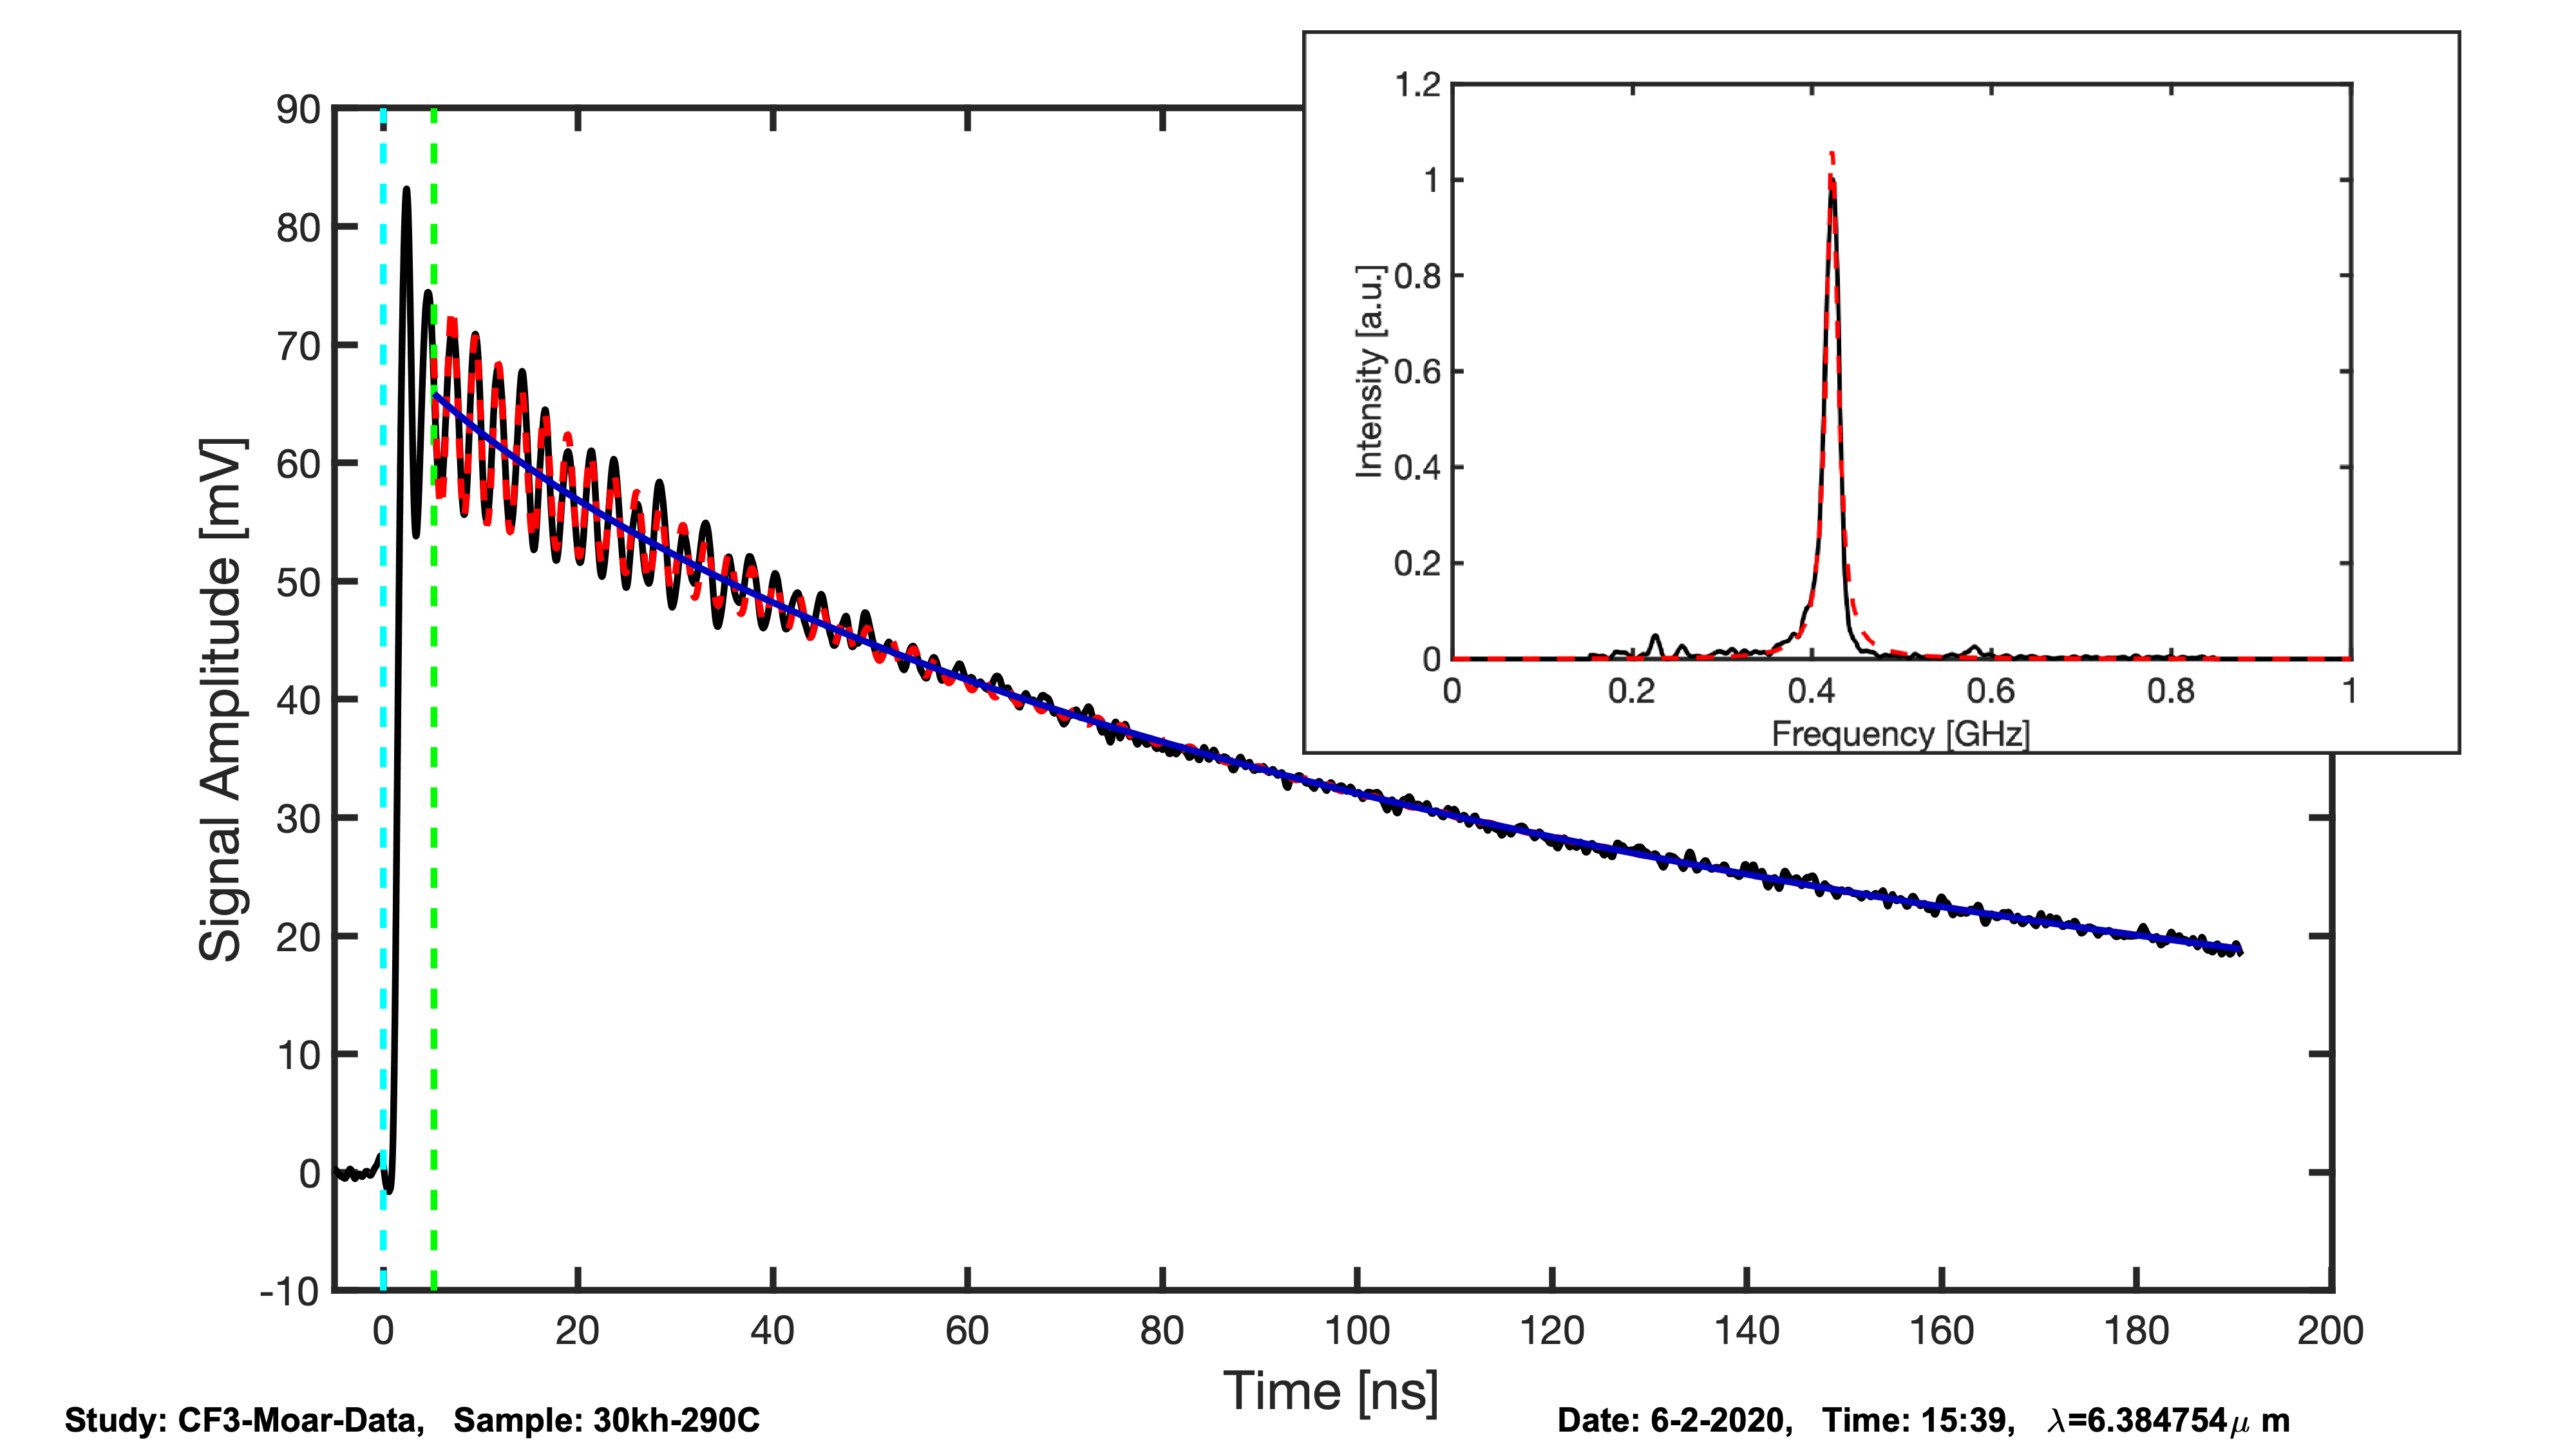 1.2
1
0.8
0.6
0.4
0.2
0
Intensity [a.u.]
0 0.2 0.4 0.6 0.8 1
Frequency [GHz]
90
80
70
60
50
40
30
20
10
0
-10
Signal Amplitude [mV]
0 20 40 60 80 100 120 140 160 180 200
Time [ns]
Study: CF3-Moar-Data, Sample: 30kh-290C
Date: 6-2-2020, Time: 15:39, λ=6.384754μ m